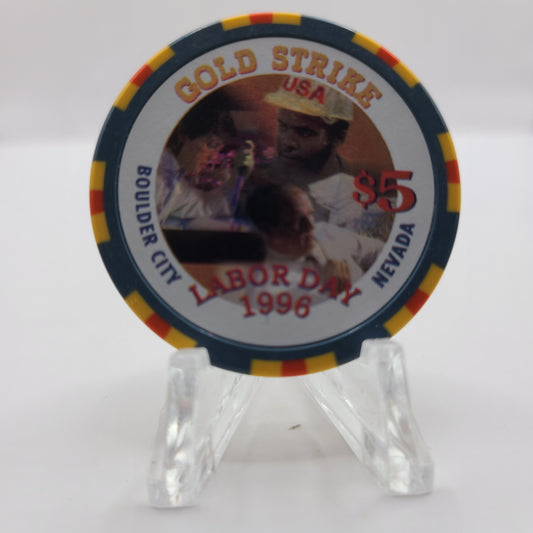 GOLD STRIKE
USA
$5
BOULDER CITY
NEVADA
LABOR DAY
1996